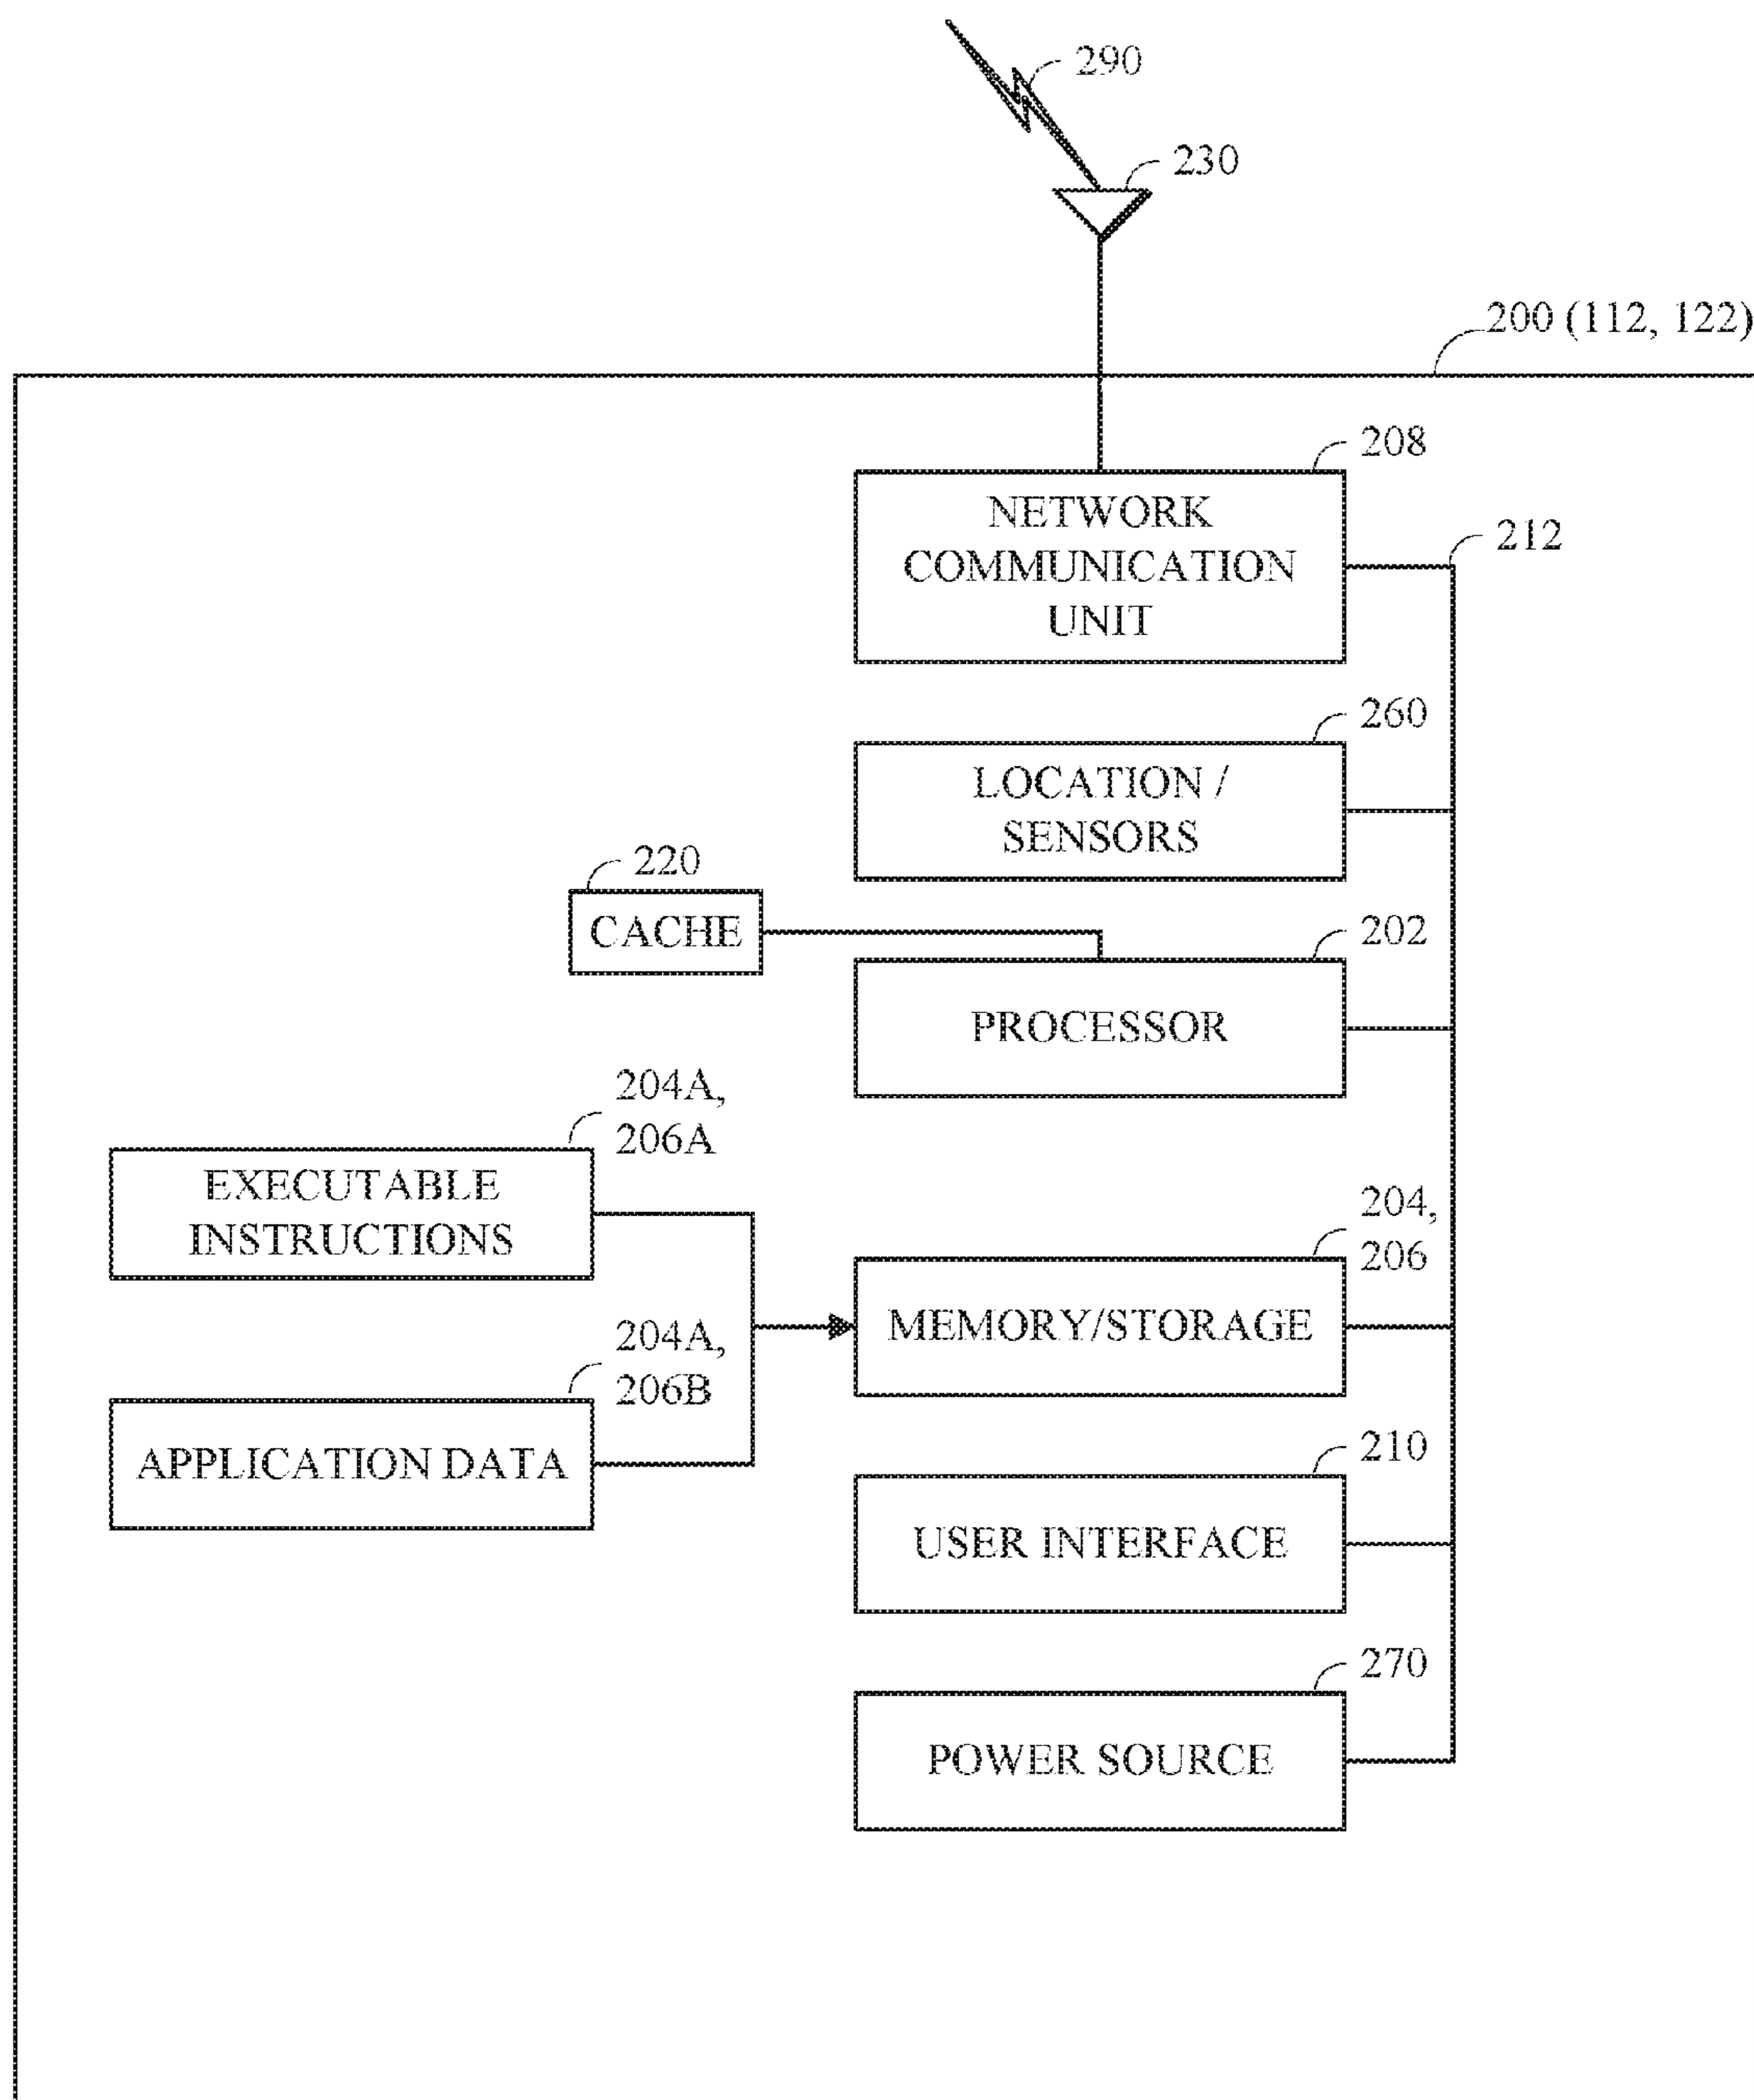 290
230
200 (112, 122)
208
NETWORK
COMMUNICATION
UNIT
212
260
LOCATION /
SENSORS
220
CACHE
202
PROCESSOR
204A,
206A
EXECUTABLE
INSTRUCTIONS
204,
206
MEMORY/STORAGE
204A,
206B
APPLICATION DATA
210
USER INTERFACE
270
POWER SOURCE